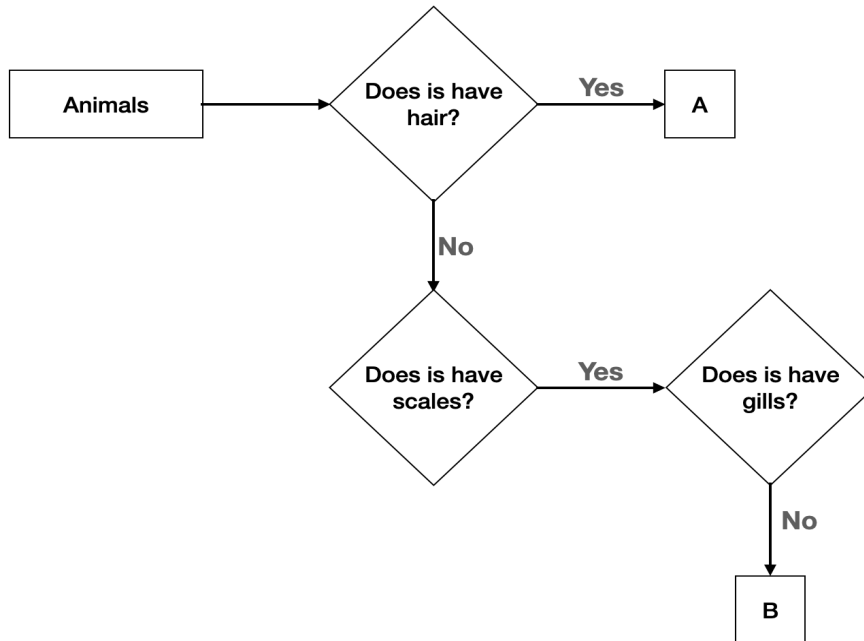 Animals
Does is have
hair?
Yes
A
No
Does is have
scales?
Yes
Does is have
gills?
No
B